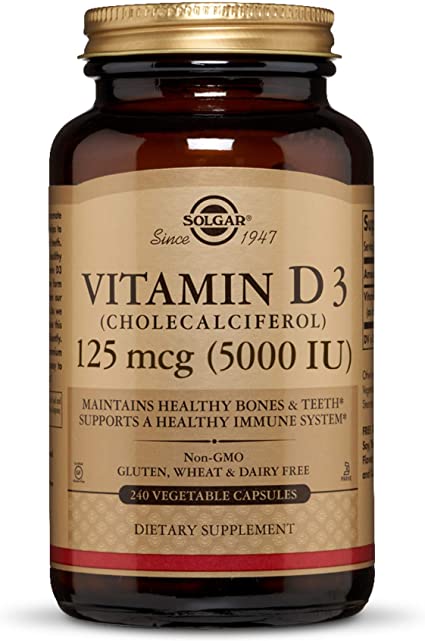 SOLGAR®
Since 1947
VITAMIN D3
(CHOLECALCIFEROL)
125 mcg (5000 IU)
MAINTAINS HEALTHY BONES & TEETH*
SUPPORTS A HEALTHY IMMUNE SYSTEM*
Non-GMO
GLUTEN, WHEAT & DAIRY FREE
240 VEGETABLE CAPSULES
DIETARY SUPPLEMENT